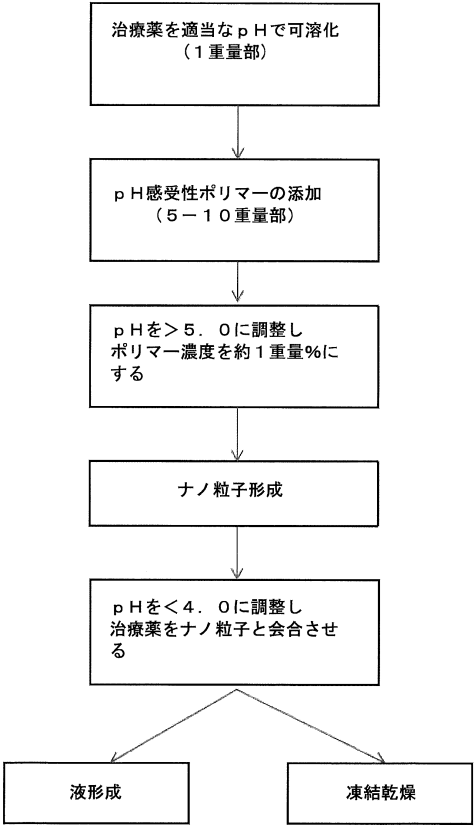 治療薬を適当なｐＨで可溶化
（１重量部）
ｐＨ感受性ポリマーの添加
（５－１０重量部）
ｐＨを＞５．０に調整し
ポリマー濃度を約１重量％に
する
ナノ粒子形成
ｐＨを＜４．０に調整し
治療薬をナノ粒子と会合させ
る
液形成
凍結乾燥